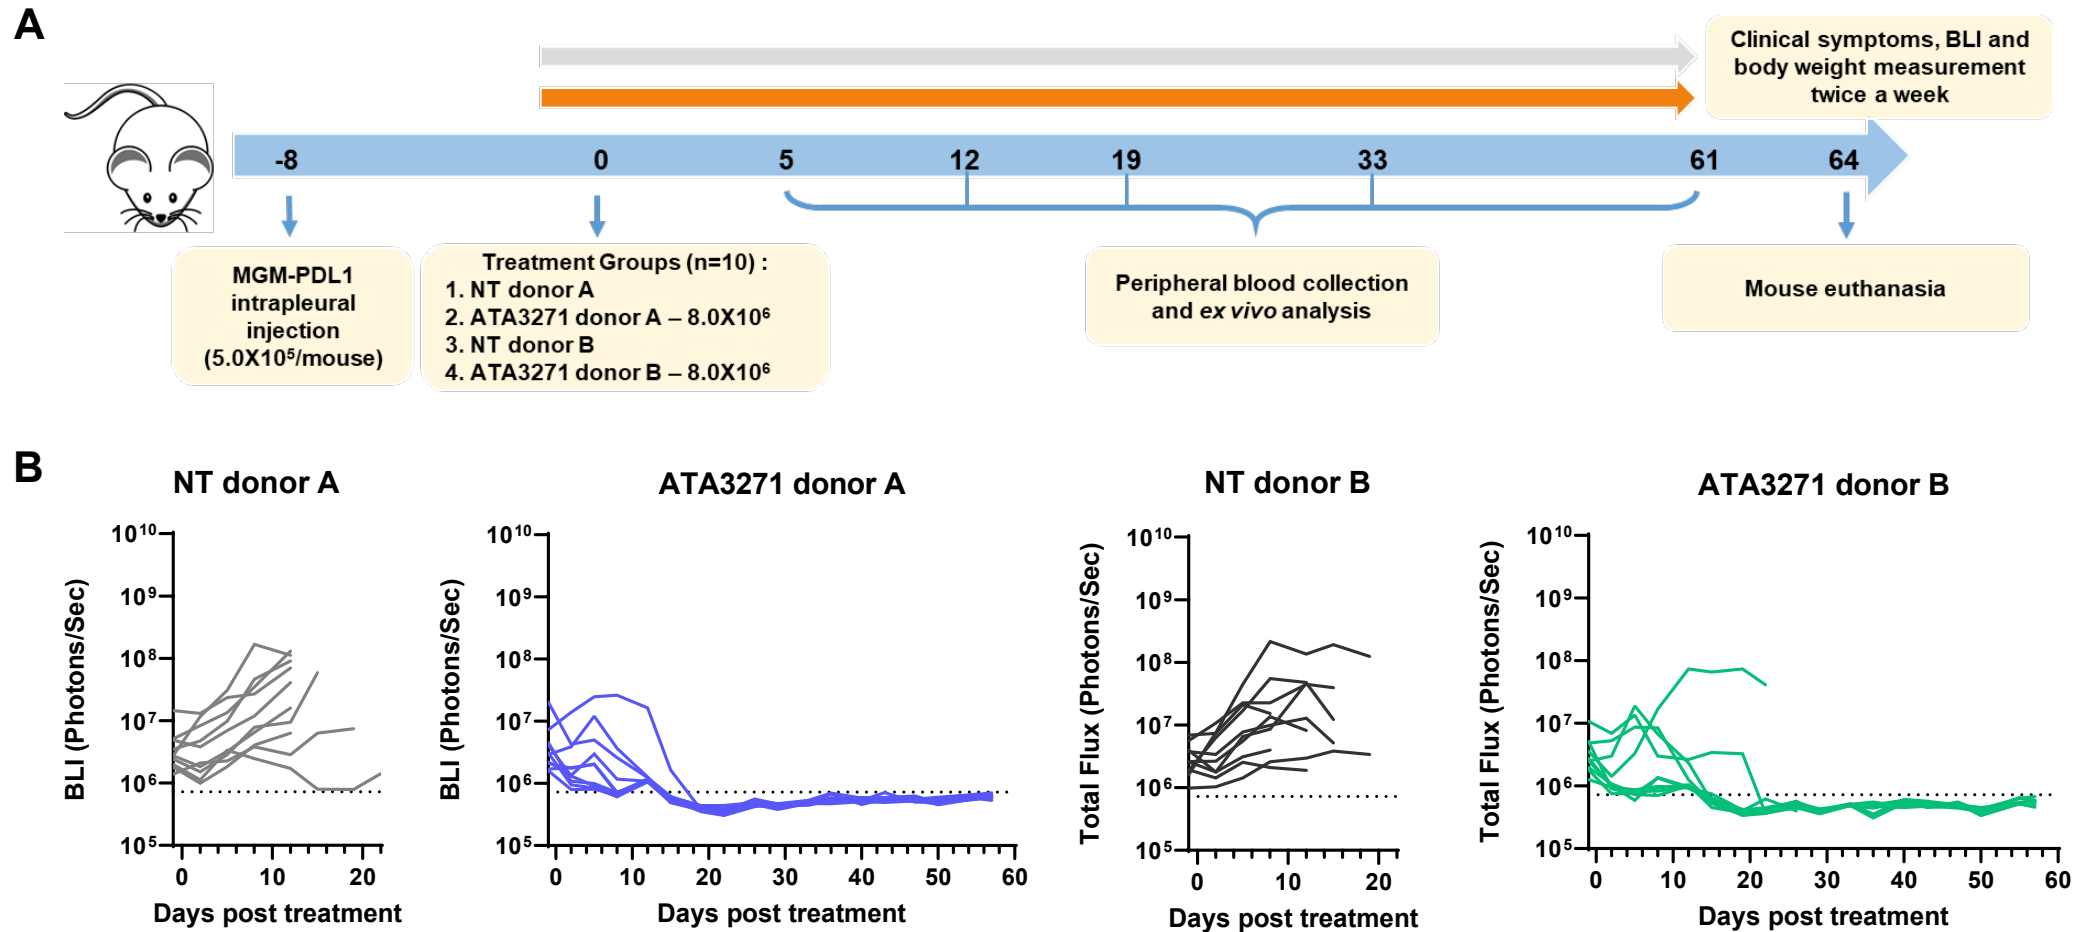 A
Clinical symptoms, BLI and
body weight measurement
twice a week
-8 0 5 12 19 33 61 64
MGM-PDL1
intrapleural
injection
(5.0X10⁵/mouse)
Treatment Groups (n=10) :
1. NT donor A
2. ATA3271 donor A – 8.0X10⁶
3. NT donor B
4. ATA3271 donor B – 8.0X10⁶
Peripheral blood collection
and ex vivo analysis
Mouse euthanasia
B
NT donor A
BLI (Photons/Sec)
10¹⁰
10⁹
10⁸
10⁷
10⁶
10⁵
0 10 20
Days post treatment
ATA3271 donor A
BLI (Photons/Sec)
10¹⁰
10⁹
10⁸
10⁷
10⁶
10⁵
0 10 20 30 40 50 60
Days post treatment
NT donor B
Total Flux (Photons/Sec)
10¹⁰
10⁹
10⁸
10⁷
10⁶
10⁵
0 10 20
Days post treatment
ATA3271 donor B
Total Flux (Photons/Sec)
10¹⁰
10⁹
10⁸
10⁷
10⁶
10⁵
0 10 20 30 40 50 60
Days post treatment